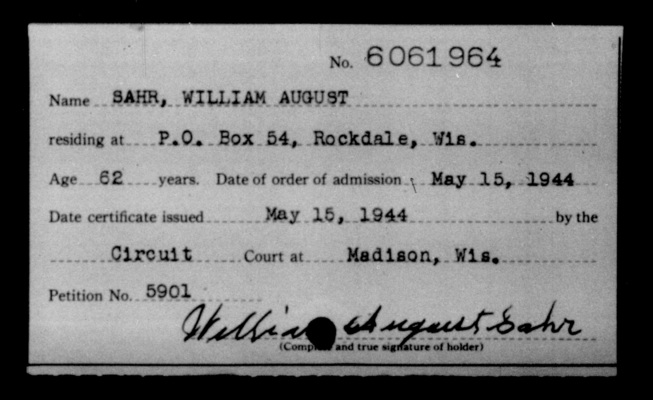 No. 6061964
Name SAHR, WILLIAM AUGUST
residing at P.O. Box 54, Rockdale, Wis.
Age 62 years. Date of order of admission May 15, 1944
Date certificate issued May 15, 1944 by the
Circuit Court at Madison, Wis.
Petition No. 5901
William August Sahr
(Complete and true signature of holder)